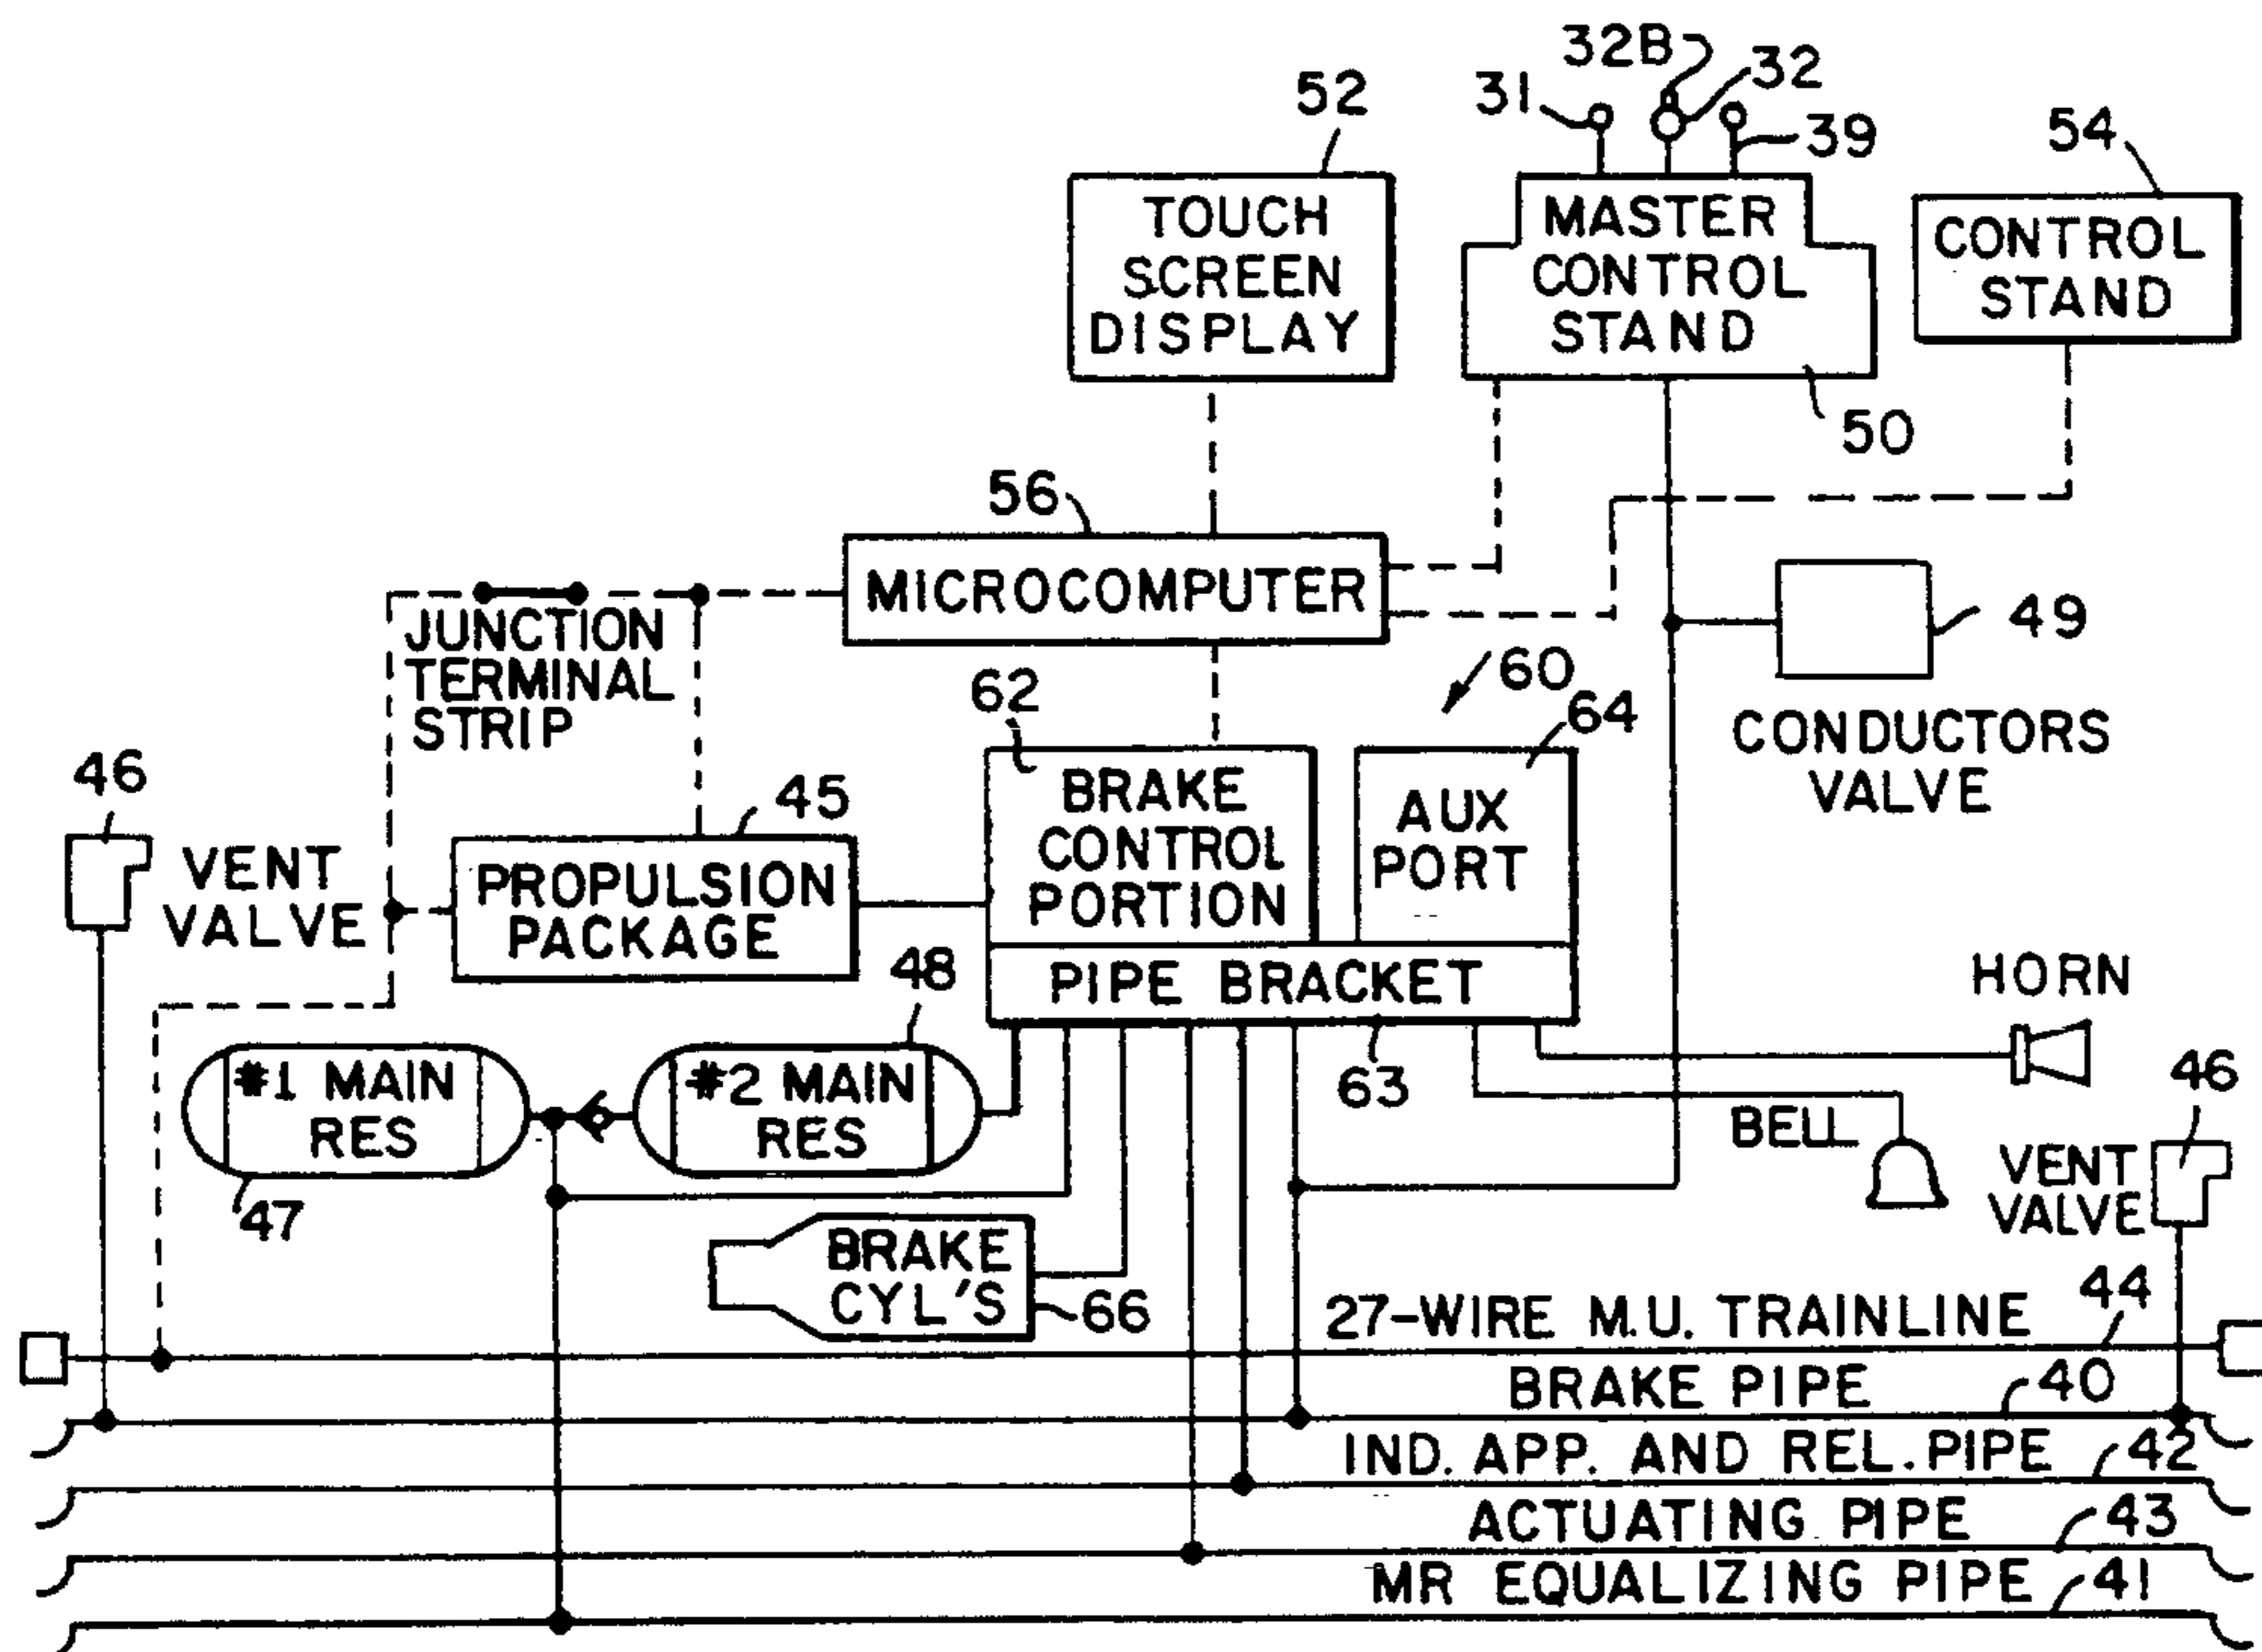 32B
31
32
39
52
54
TOUCH
SCREEN
DISPLAY
MASTER
CONTROL
STAND
CONTROL
STAND
50
56
MICROCOMPUTER
49
JUNCTION
TERMINAL
STRIP
62
60
64
CONDUCTORS
VALVE
46
VENT
VALVE
45
PROPULSION
PACKAGE
BRAKE
CONTROL
PORTION
AUX
PORT
48
PIPE BRACKET
HORN
#1 MAIN
RES
#2 MAIN
RES
63
46
47
BELL
VENT
VALVE
BRAKE
CYL'S
66
27-WIRE M.U. TRAINLINE
44
BRAKE PIPE
40
IND. APP. AND REL. PIPE
42
ACTUATING PIPE
43
MR EQUALIZING PIPE
41